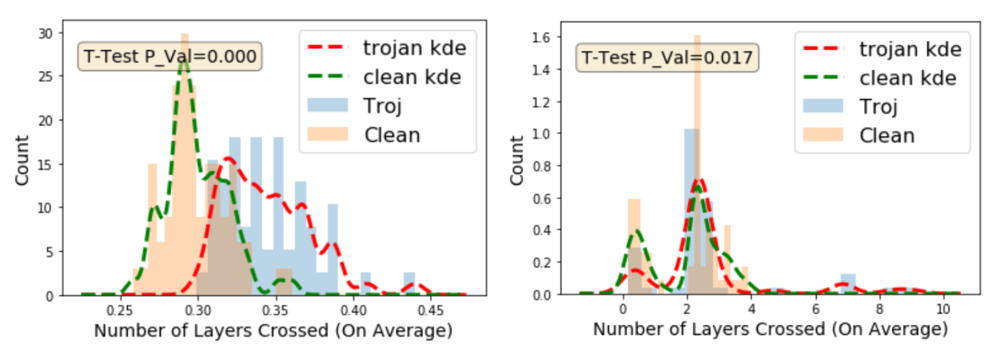 T-Test P_Val=0.000
trojan kde
clean kde
Troj
Clean
Count
30
25
20
15
10
5
0
0.25 0.30 0.35 0.40 0.45
Number of Layers Crossed (On Average)
T-Test P_Val=0.017
trojan kde
clean kde
Troj
Clean
Count
1.6
1.4
1.2
1.0
0.8
0.6
0.4
0.2
0.0
0 2 4 6 8 10
Number of Layers Crossed (On Average)